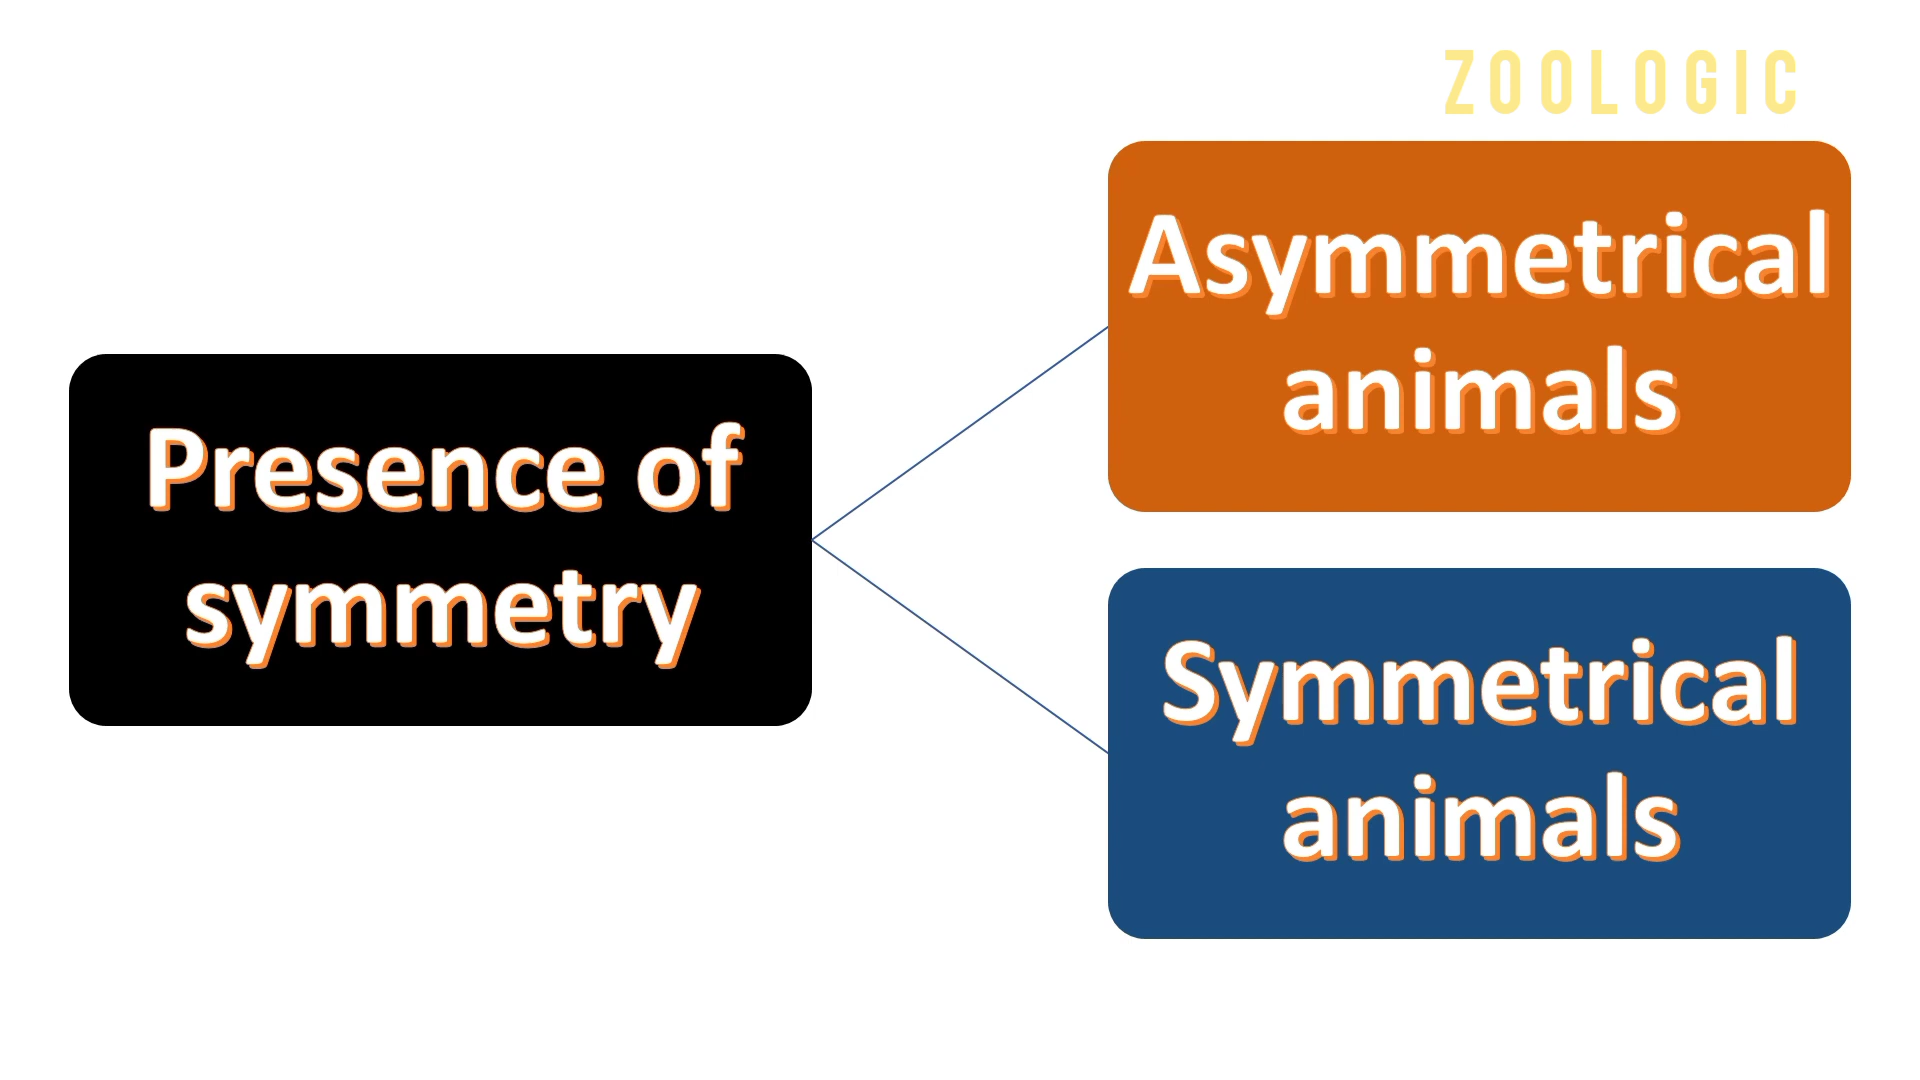 ZOOLOGIC
Presence of
symmetry
Asymmetrical
animals
Symmetrical
animals